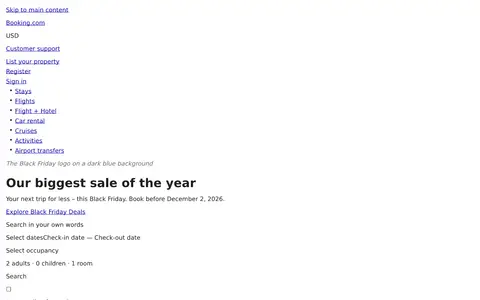 Skip to main content
Booking.com
USD
Customer support
List your property
Register
Sign in
• Stays
• Flights
• Flight + Hotel
• Car rental
• Cruises
• Activities
• Airport transfers
The Black Friday logo on a dark blue background
Our biggest sale of the year
Your next trip for less – this Black Friday. Book before December 2, 2026.
Explore Black Friday Deals
Search in your own words
Select datesCheck-in date — Check-out date
Select occupancy
2 adults · 0 children · 1 room
Search